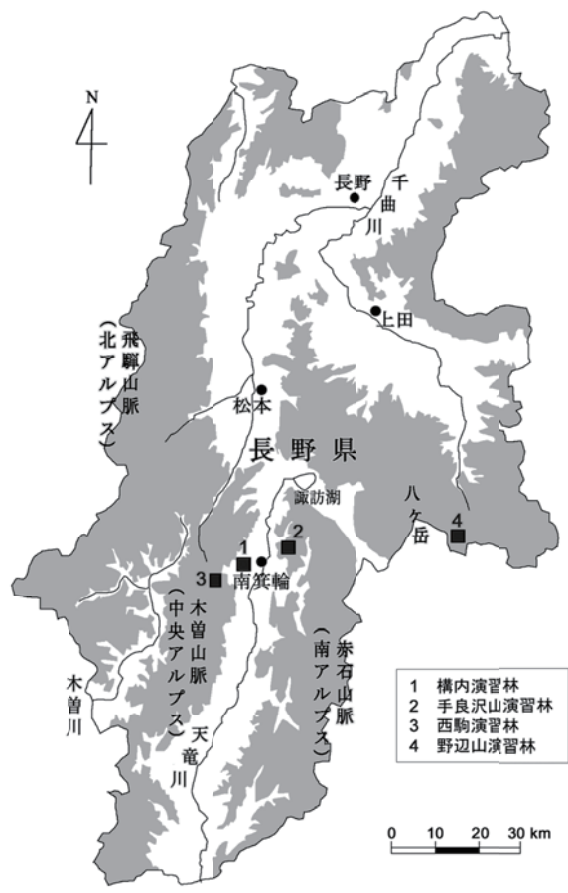 N
長野
千曲川
上田
飛騨山脈
(北アルプス)
松本
長野県
諏訪湖
八ヶ岳
4
2
1
南箕輪
3
木曽山脈
(中央アルプス)
赤石山脈
(南アルプス)
木曽川
天竜川
1 構内演習林
2 手良沢山演習林
3 西駒演習林
4 野辺山演習林
0 10 20 30 km